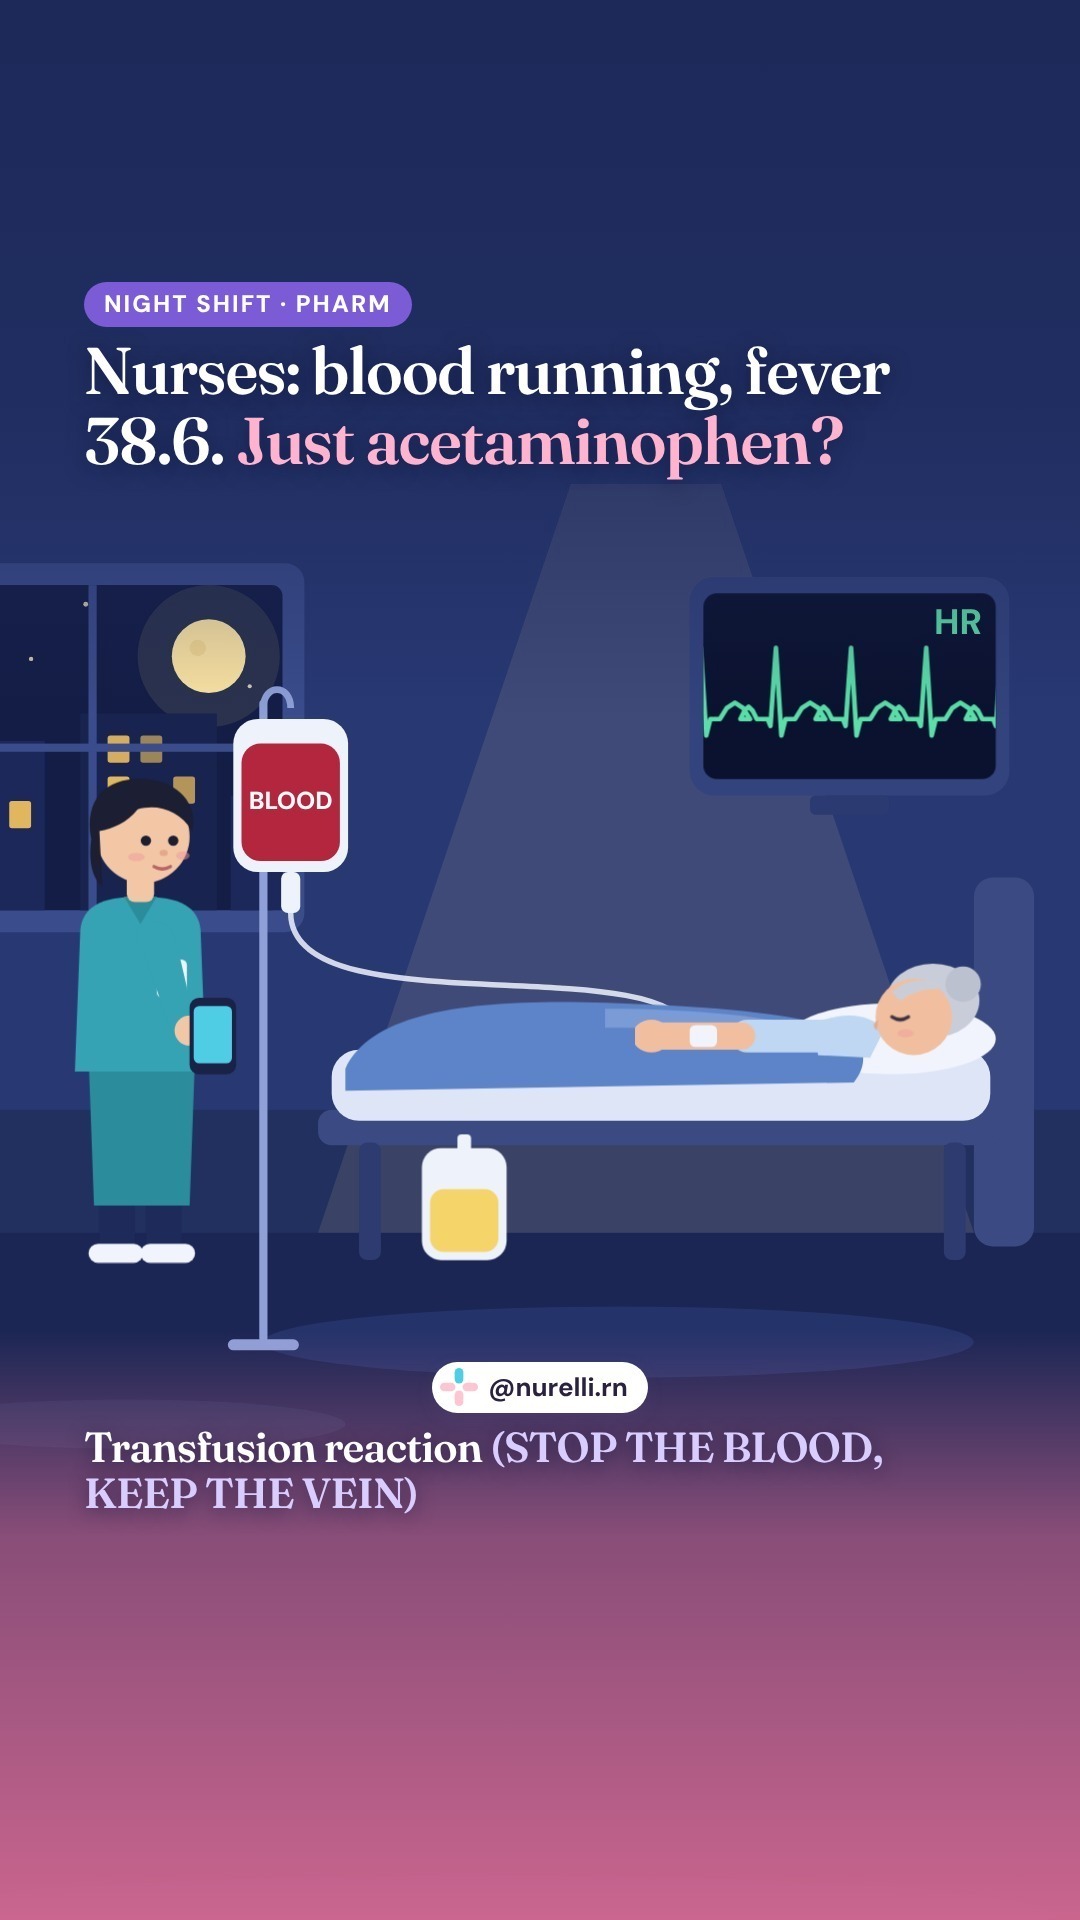 NIGHT SHIFT · PHARM
Nurses: blood running, fever
38.6. Just acetaminophen?
HR
BLOOD
@nurelli.rn
Transfusion reaction (STOP THE BLOOD,
KEEP THE VEIN)